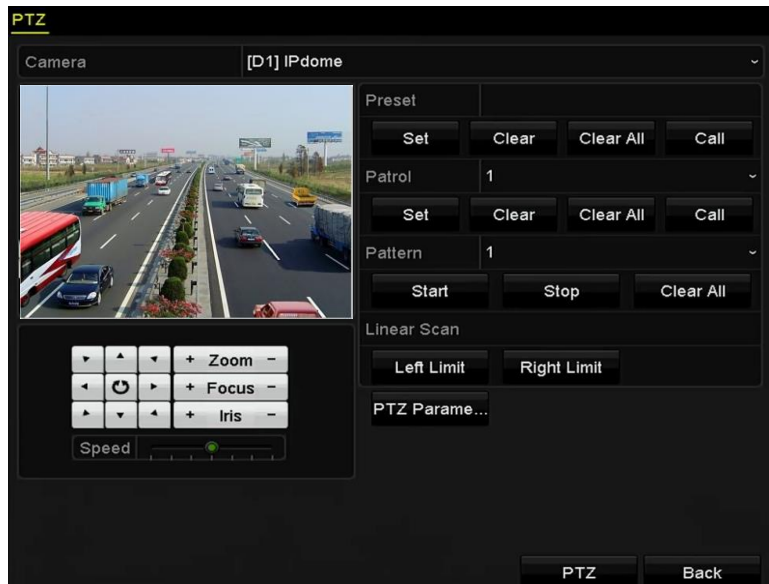 PTZ
Camera [D1] IPdome
Preset
Set Clear Clear All Call
Patrol 1
Set Clear Clear All Call
Pattern 1
Start Stop Clear All
Linear Scan
Left Limit Right Limit
PTZ Parame...
+ Zoom -
+ Focus -
+ Iris -
Speed
PTZ Back